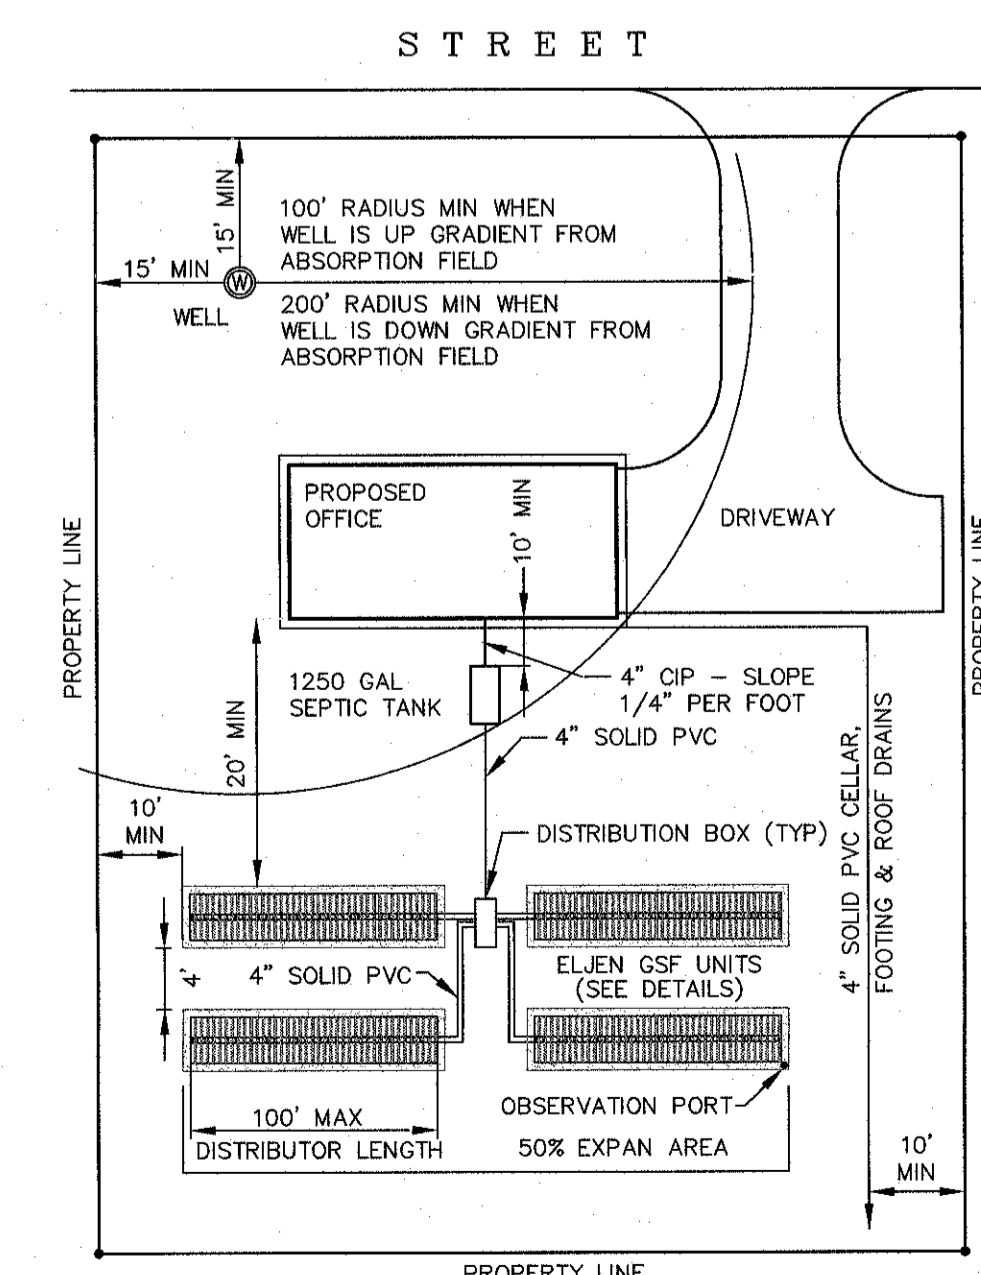 STREET
15' MIN
100' RADIUS MIN WHEN
WELL IS UP GRADIENT FROM
ABSORPTION FIELD
15' MIN
W
WELL
200' RADIUS MIN WHEN
WELL IS DOWN GRADIENT FROM
ABSORPTION FIELD
PROPOSED
OFFICE
10' MIN
DRIVEWAY
PROPERTY LINE
PROPERTY LINE
1250 GAL
SEPTIC TANK
4" CIP - SLOPE
1/4" PER FOOT
4" SOLID PVC
20' MIN
4" SOLID PVC CELLAR,
FOOTING & ROOF DRAINS
10'
MIN
DISTRIBUTION BOX (TYP)
4'
4" SOLID PVC
ELJEN GSF UNITS
(SEE DETAILS)
OBSERVATION PORT
100' MAX
DISTRIBUTOR LENGTH
50% EXPAN AREA
10'
MIN
PROPERTY LINE